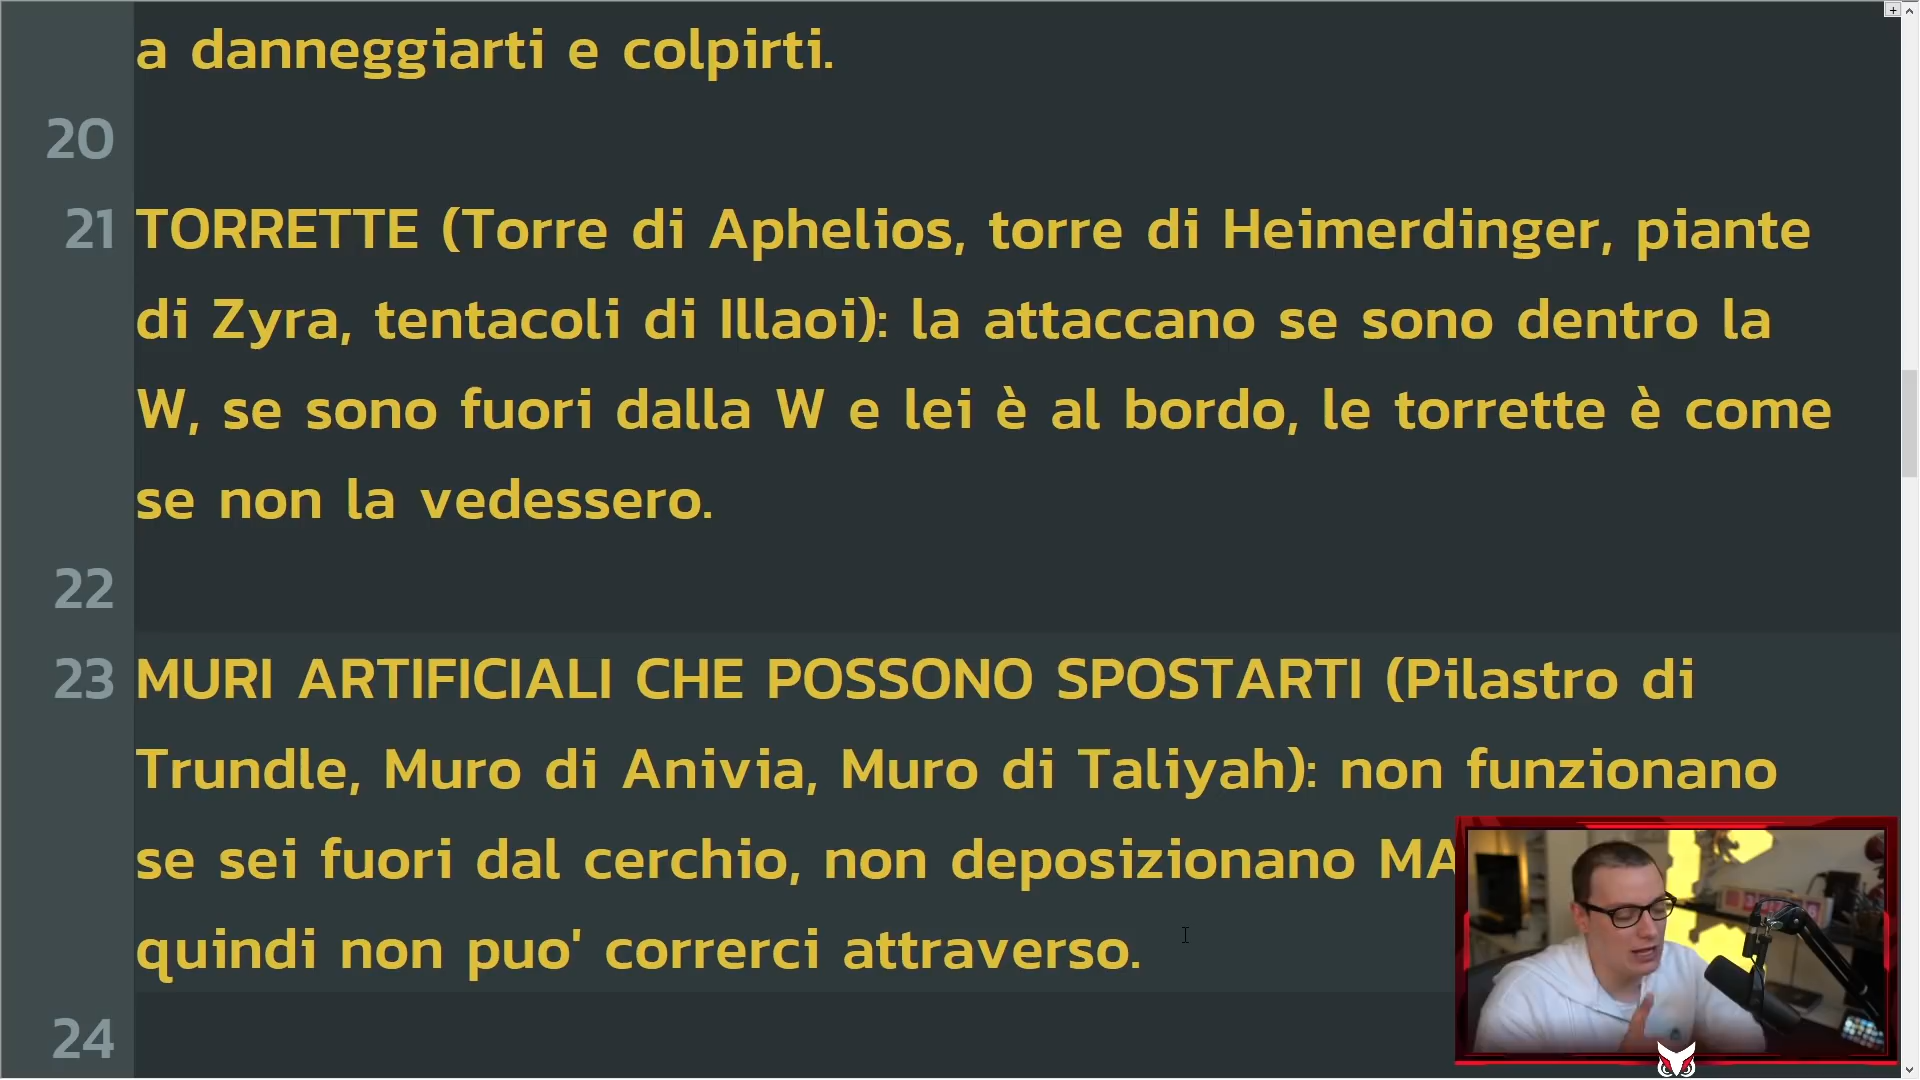 a danneggiarti e colpirti.
20
21 TORRETTE (Torre di Aphelios, torre di Heimerdinger, piante
di Zyra, tentacoli di Illaoi): la attaccano se sono dentro la
W, se sono fuori dalla W e lei è al bordo, le torrette è come
se non la vedessero.
22
23 MURI ARTIFICIALI CHE POSSONO SPOSTARTI (Pilastro di
Trundle, Muro di Anivia, Muro di Taliyah): non funzionano
se sei fuori dal cerchio, non deposizionano MA
quindi non puo' correrci attraverso.
24